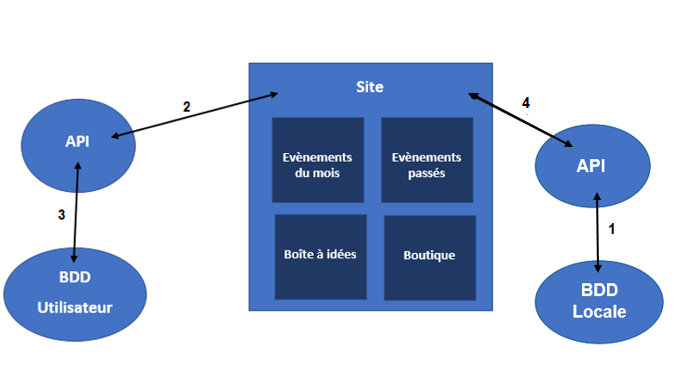 Site
2
4
API
Evènements
du mois
Evènements
passés
API
3
1
Boîte à idées
Boutique
BDD
Utilisateur
BDD
Locale